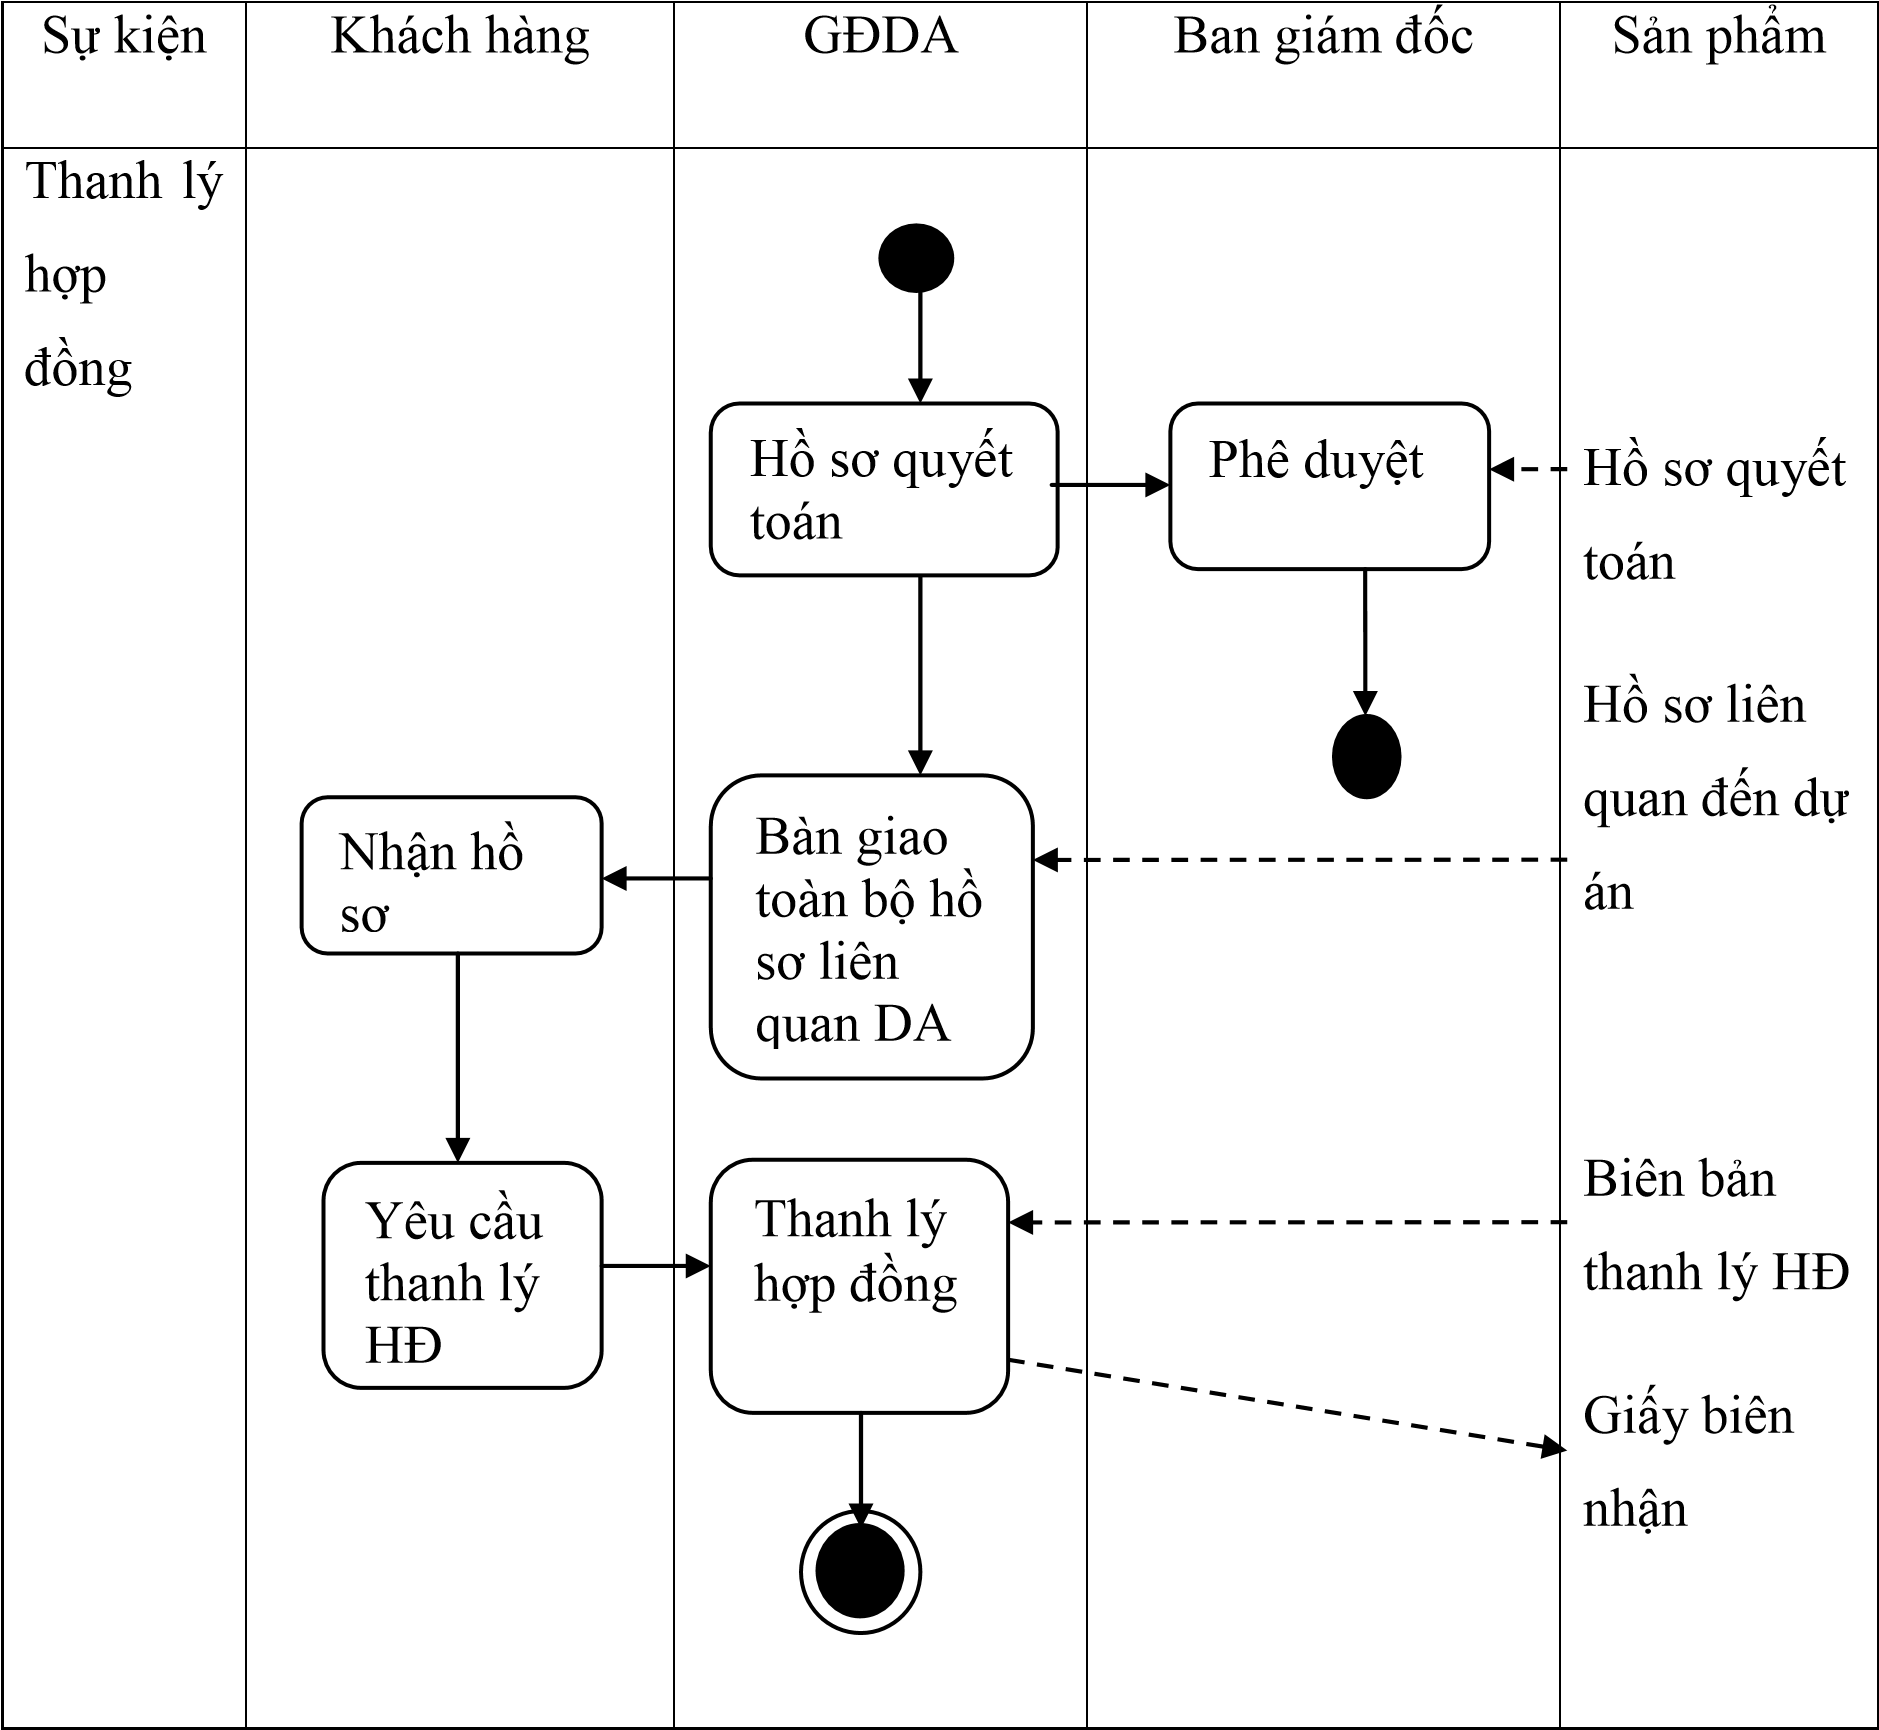 Sự kiện
Khách hàng
GĐDA
Ban giám đốc
Sản phẩm
Thanh lý
hợp
đồng
Hồ sơ quyết
toán
Phê duyệt
Hồ sơ quyết
toán
Hồ sơ liên
quan đến dự
án
Nhận hồ
sơ
Bàn giao
toàn bộ hồ
sơ liên
quan DA
Yêu cầu
thanh lý
HĐ
Thanh lý
hợp đồng
Biên bản
thanh lý HĐ
Giấy biên
nhận